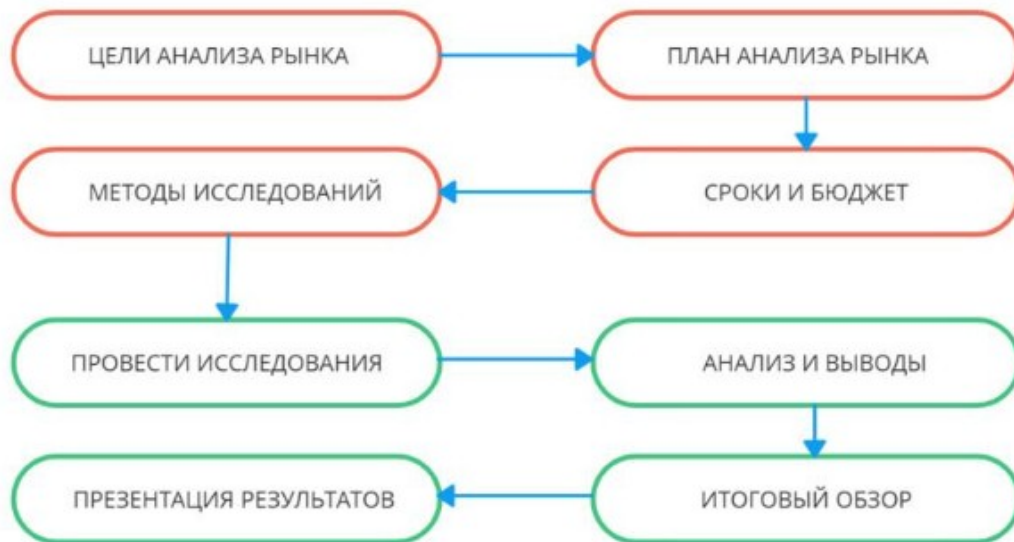 ЦЕЛИ АНАЛИЗА РЫНКА
ПЛАН АНАЛИЗА РЫНКА
СРОКИ И БЮДЖЕТ
МЕТОДЫ ИССЛЕДОВАНИЙ
ПРОВЕСТИ ИССЛЕДОВАНИЯ
АНАЛИЗ И ВЫВОДЫ
ИТОГОВЫЙ ОБЗОР
ПРЕЗЕНТАЦИЯ РЕЗУЛЬТАТОВ